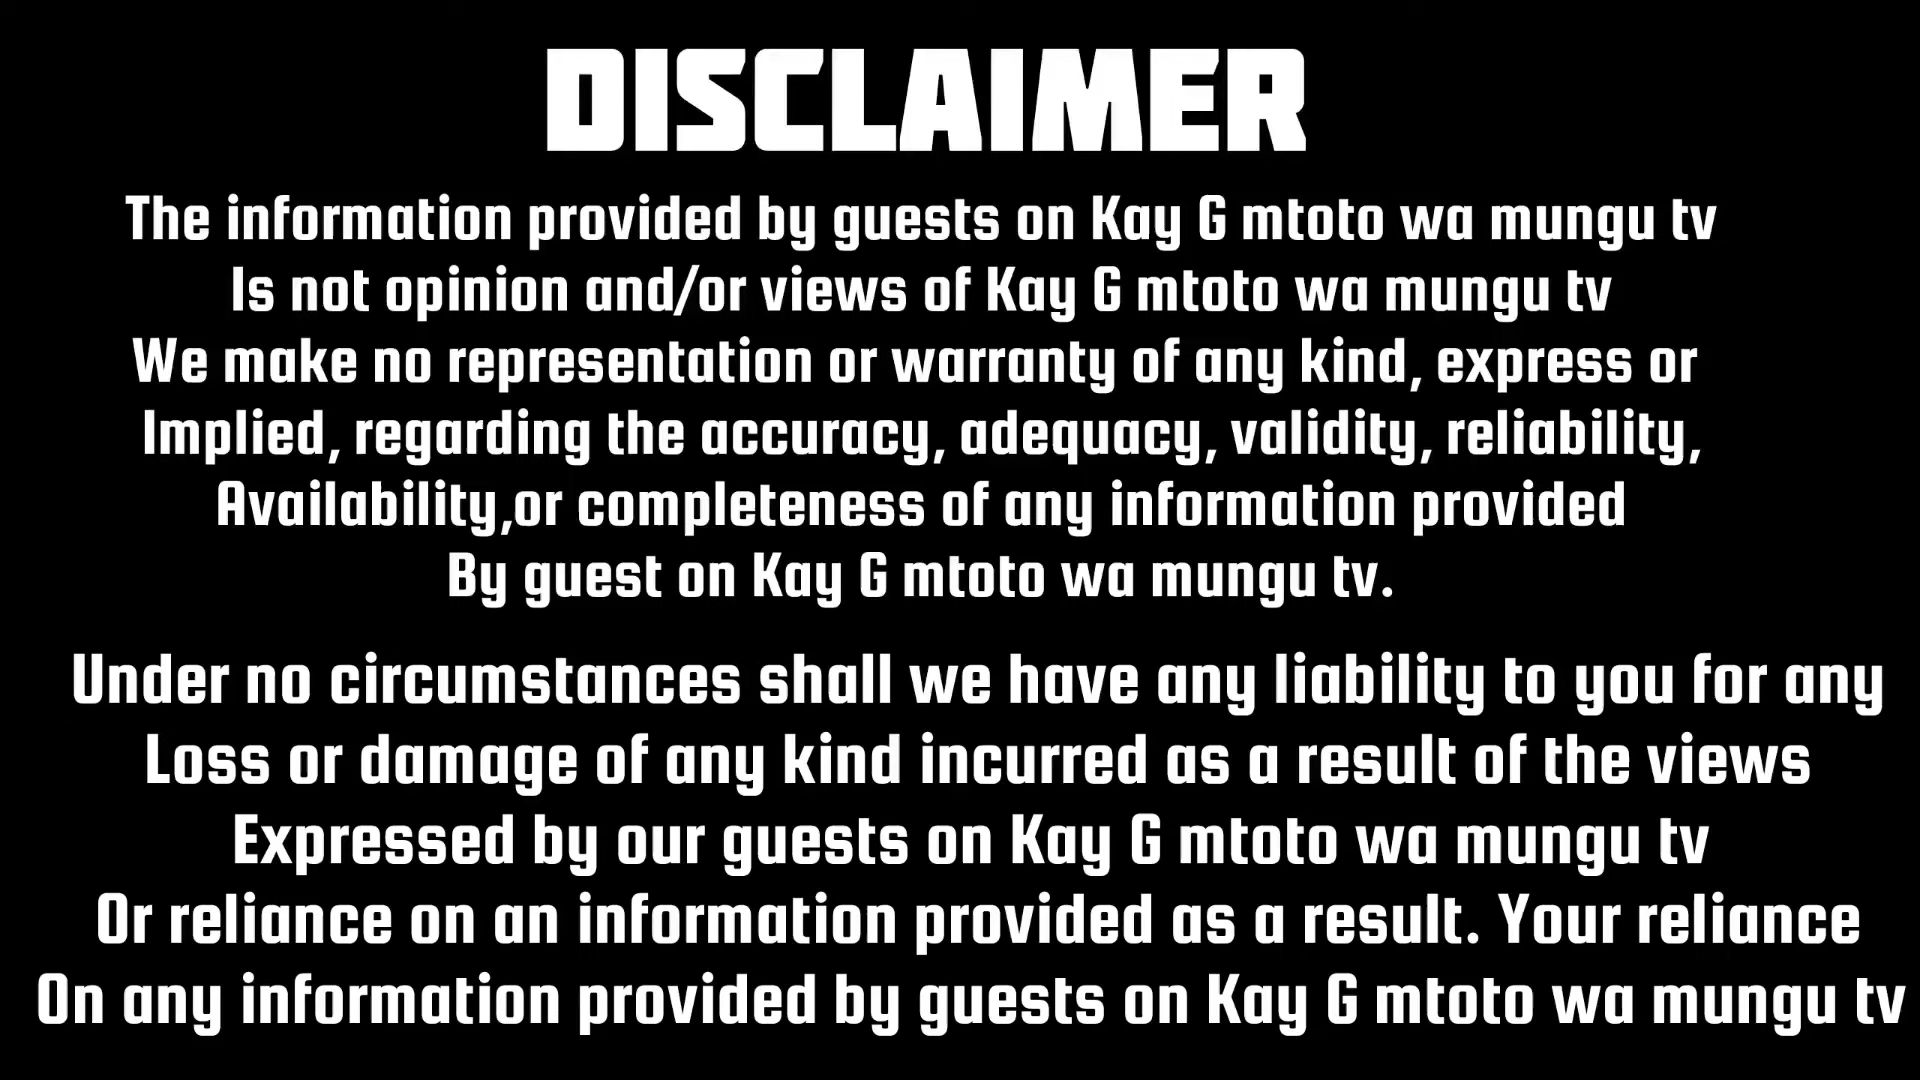 DISCLAIMER
The information provided by guests on Kay G mtoto wa mungu tv
Is not opinion and/or views of Kay G mtoto wa mungu tv
We make no representation or warranty of any kind, express or
Implied, regarding the accuracy, adequacy, validity, reliability,
Availability,or completeness of any information provided
By guest on Kay G mtoto wa mungu tv.
Under no circumstances shall we have any liability to you for any
Loss or damage of any kind incurred as a result of the views
Expressed by our guests on Kay G mtoto wa mungu tv
Or reliance on an information provided as a result. Your reliance
On any information provided by guests on Kay G mtoto wa mungu tv